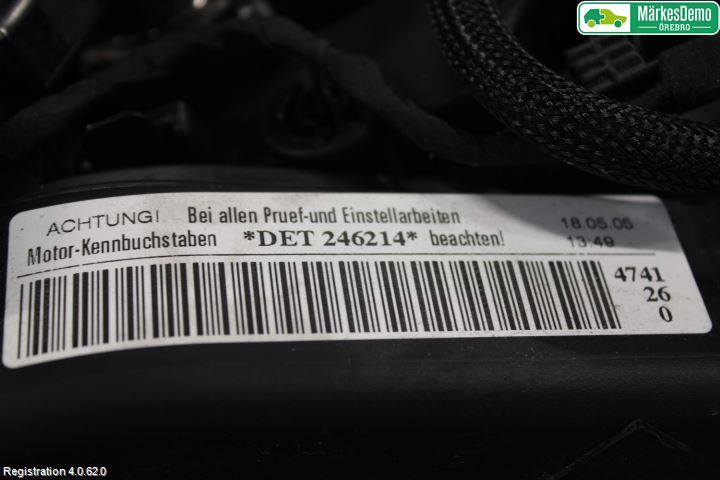 MärkesDemo
ÖREBRO
ACHTUNG! Bei allen Pruef-und Einstellarbeiten 18.05.05
Motor-Kennbuchstaben *DET 246214* beachten! 13:49
4741
26
0
Registration 4.0.62.0